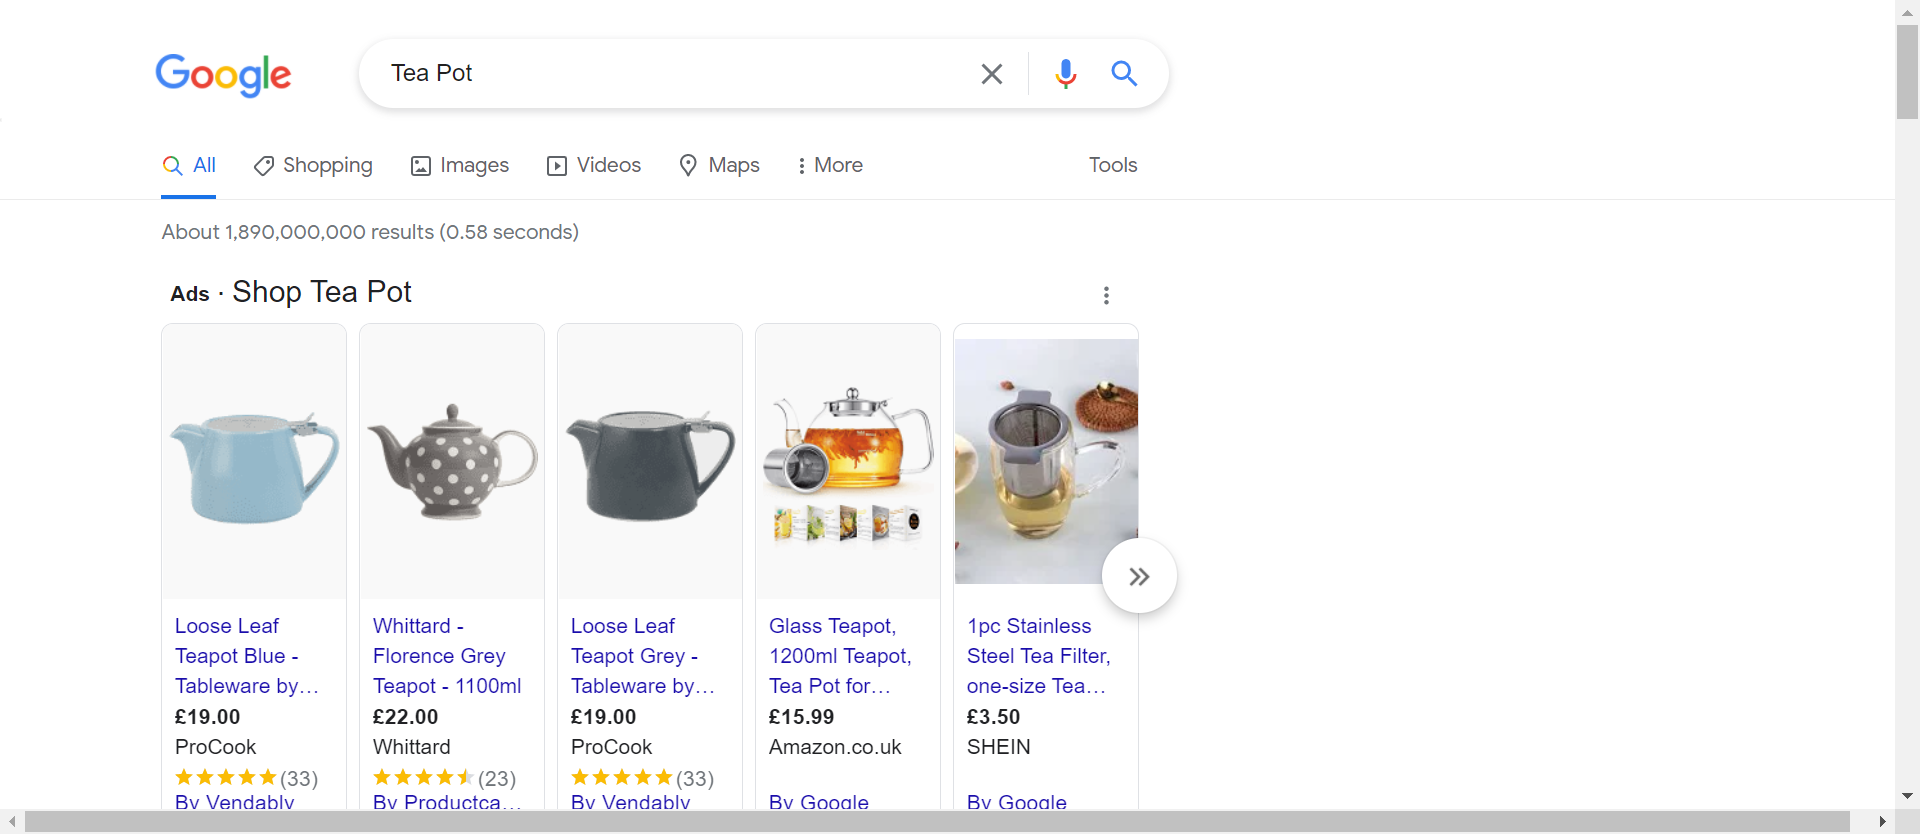 Google
Tea Pot
All
Shopping
Images
Videos
Maps
More
Tools
About 1,890,000,000 results (0.58 seconds)
Ads · Shop Tea Pot
Loose Leaf
Teapot Blue -
Tableware by...
£19.00
ProCook
(33)
By Vendably
Whittard -
Florence Grey
Teapot - 1100ml
£22.00
Whittard
(23)
By Productca...
Loose Leaf
Teapot Grey -
Tableware by...
£19.00
ProCook
(33)
By Vendably
Glass Teapot,
1200ml Teapot,
Tea Pot for...
£15.99
Amazon.co.uk
By Google
1pc Stainless
Steel Tea Filter,
one-size Tea...
£3.50
SHEIN
By Google